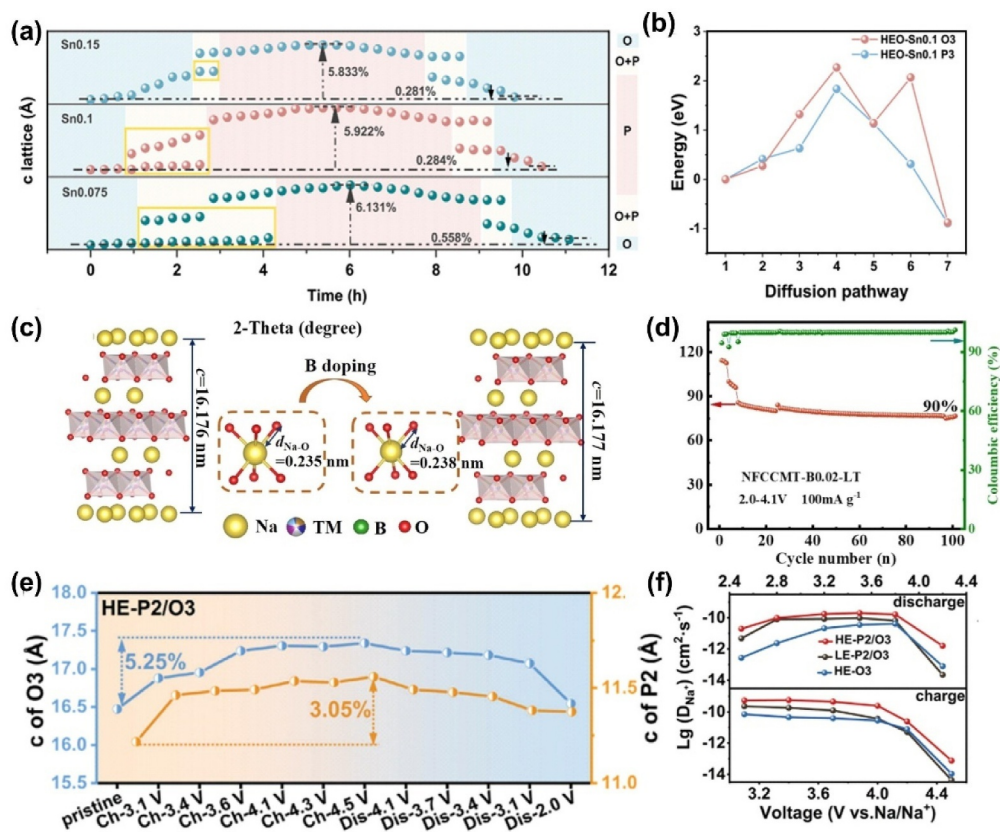 (a)
Sn0.15
5.833%
0.281%
O
O+P
Sn0.1
5.922%
0.284%
P
Sn0.075
6.131%
0.558%
O+P
O
c lattice (Å)
0 2 4 6 8 10 12
Time (h)
(b)
HEO-Sn0.1 O3
HEO-Sn0.1 P3
3
2
1
0
-1
Energy (eV)
1 2 3 4 5 6 7
Diffusion pathway
(c)
2-Theta (degree)
B doping
c=16.176 nm
dNa-O
=0.235 nm
dNa-O
=0.238 nm
c=16.177 nm
Na TM B O
(d)
120
90
60
30
0
90%
NFCCMT-B0.02-LT
2.0-4.1V 100mA g-1
90
60
30
0
Coloumbic efficiency (%)
0 25 50 75 100
Cycle number (n)
(e)
HE-P2/O3
18.0
17.5
17.0
16.5
16.0
15.5
c of O3 (Å)
5.25%
3.05%
12.
11.5
11.0
c of P2 (Å)
pristine
Ch-3.1 V
Ch-3.4 V
Ch-3.6 V
Ch-4.1 V
Ch-4.3 V
Ch-4.5 V
Dis-4.1 V
Dis-3.7 V
Dis-3.4 V
Dis-3.1 V
Dis-2.0 V
(f)
2.4 2.8 3.2 3.6 4.0 4.4
discharge
HE-P2/O3
LE-P2/O3
HE-O3
charge
-10
-12
-14
-10
-12
-14
Lg (DNa+) (cm2·s-1)
3.2 3.6 4.0 4.4
Voltage (V vs.Na/Na+)